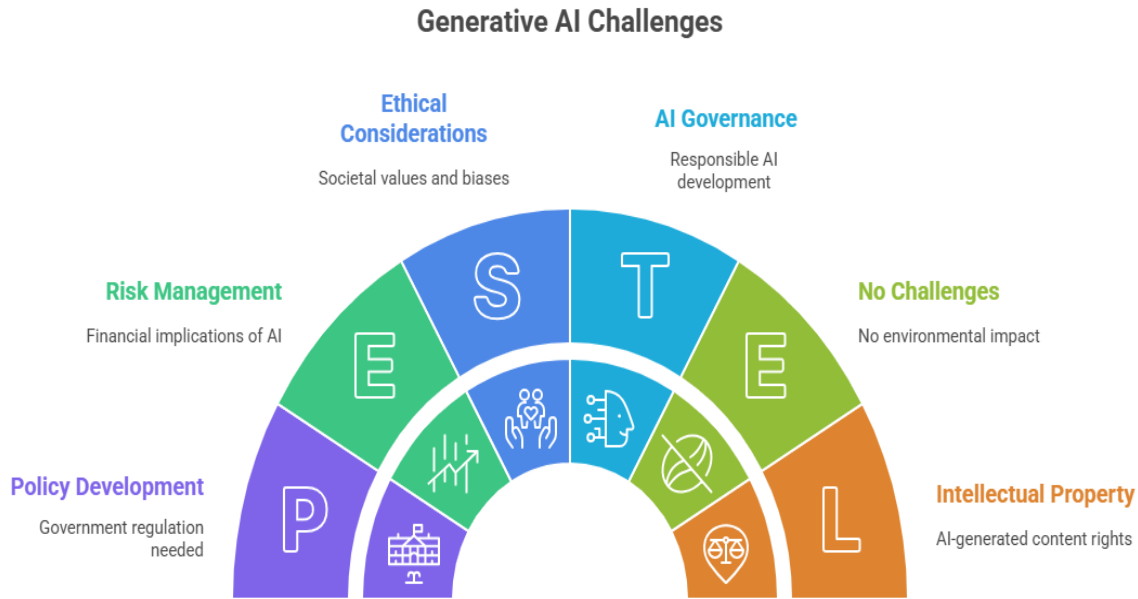 Generative AI Challenges
Ethical
Considerations
Societal values and biases
AI Governance
Responsible AI
development
Risk Management
Financial implications of AI
No Challenges
No environmental impact
Policy Development
Government regulation
needed
Intellectual Property
AI-generated content rights
P
E
S
T
E
L